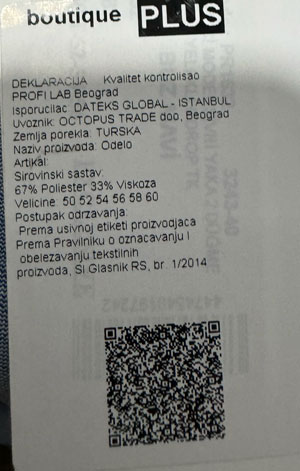 boutique PLUS
DEKLARACIJA Kvalitet kontrolisao
PROFI LAB Beograd
Isporucilac: DATEKS GLOBAL - ISTANBUL
Uvoznik: OCTOPUS TRADE doo, Beograd
Zemlja porekla: TURSKA
Naziv proizvoda: Odelo
Artikal:
Sirovinski sastav:
67% Poliester 33% Viskoza
Velicine 50 52 54 56 58 60
Postupak odrzavanja:
Prema usivnoj etiketi proizvodjaca
Prema Pravilniku o oznacavanju i
obelezavanju tekstilnih
proizvoda, Sl Glasnik RS, br. 1/2014